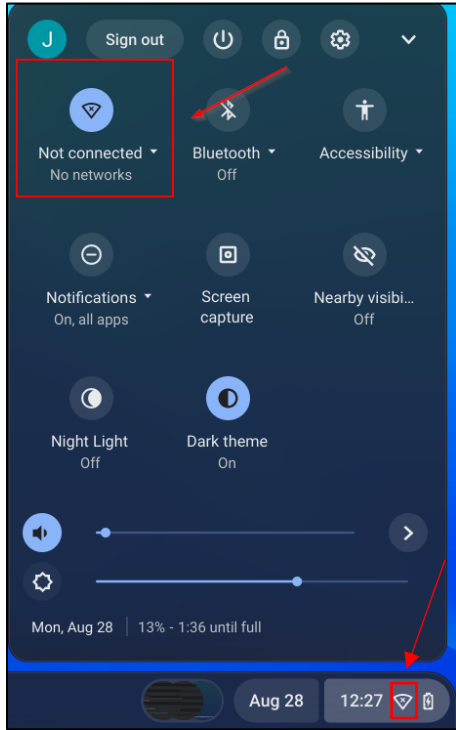 J Sign out
Not connected Bluetooth Accessibility
No networks Off
Notifications Screen Nearby visibi...
On, all apps capture Off
Night Light Dark theme
Off On
Mon, Aug 28 13% - 1:36 until full
Aug 28 12:27